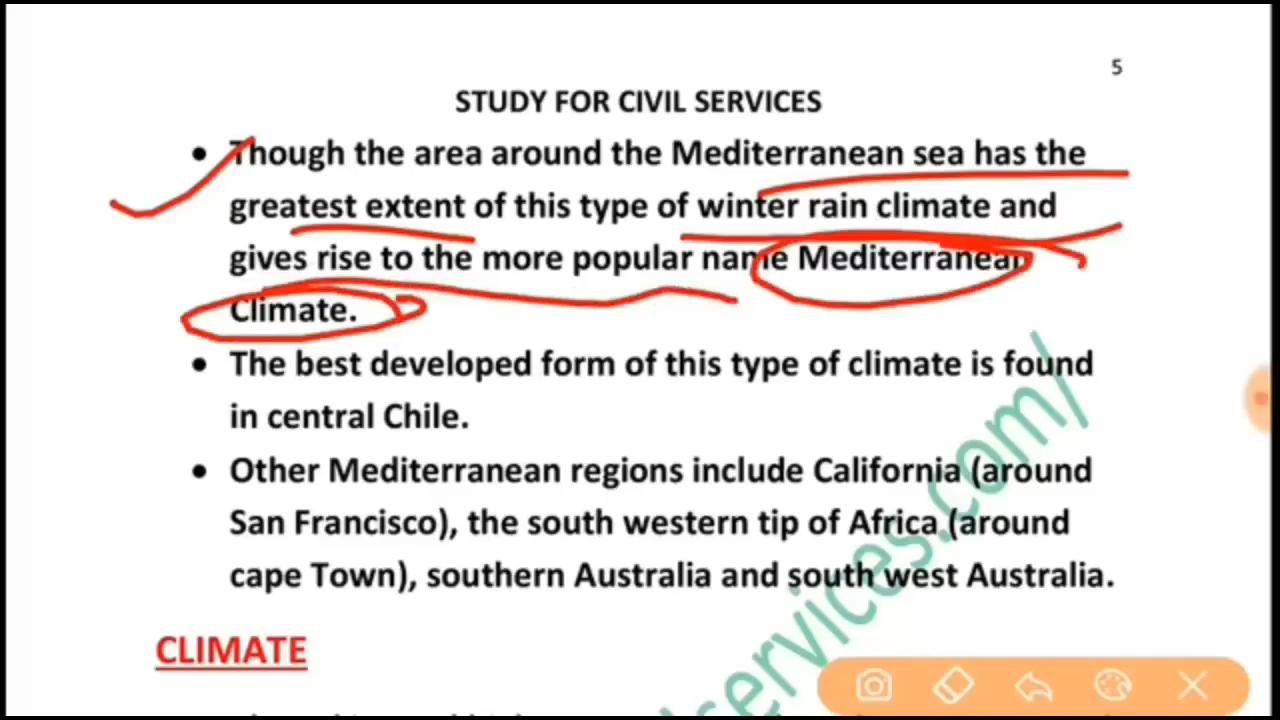 5
STUDY FOR CIVIL SERVICES
• Though the area around the Mediterranean sea has the
greatest extent of this type of winter rain climate and
gives rise to the more popular name Mediterranean
Climate.
• The best developed form of this type of climate is found
in central Chile.
• Other Mediterranean regions include California (around
San Francisco), the south western tip of Africa (around
cape Town), southern Australia and south west Australia.
CLIMATE
services.com/